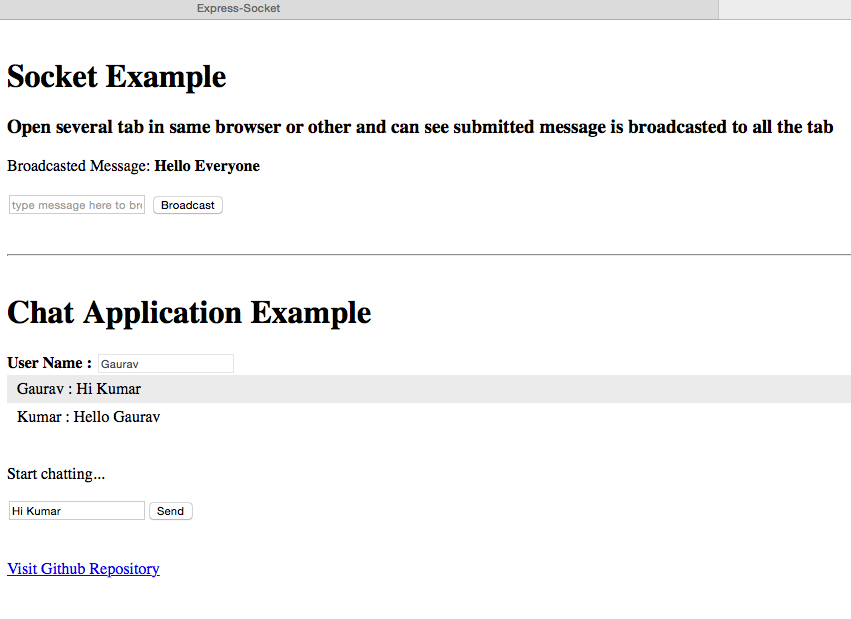 Express-Socket
Socket Example
Open several tab in same browser or other and can see submitted message is broadcasted to all the tab
Broadcasted Message: Hello Everyone
type message here to bro Broadcast
Chat Application Example
User Name : Gaurav
Gaurav : Hi Kumar
Kumar : Hello Gaurav
Start chatting...
Hi Kumar Send
Visit Github Repository